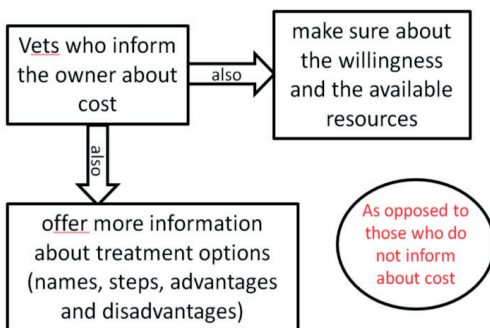 Vets who inform
the owner about
cost
also
make sure about
the willingness
and the available
resources
also
offer more information
about treatment options
(names, steps, advantages
and disadvantages)
As opposed to
those who do
not inform
about cost